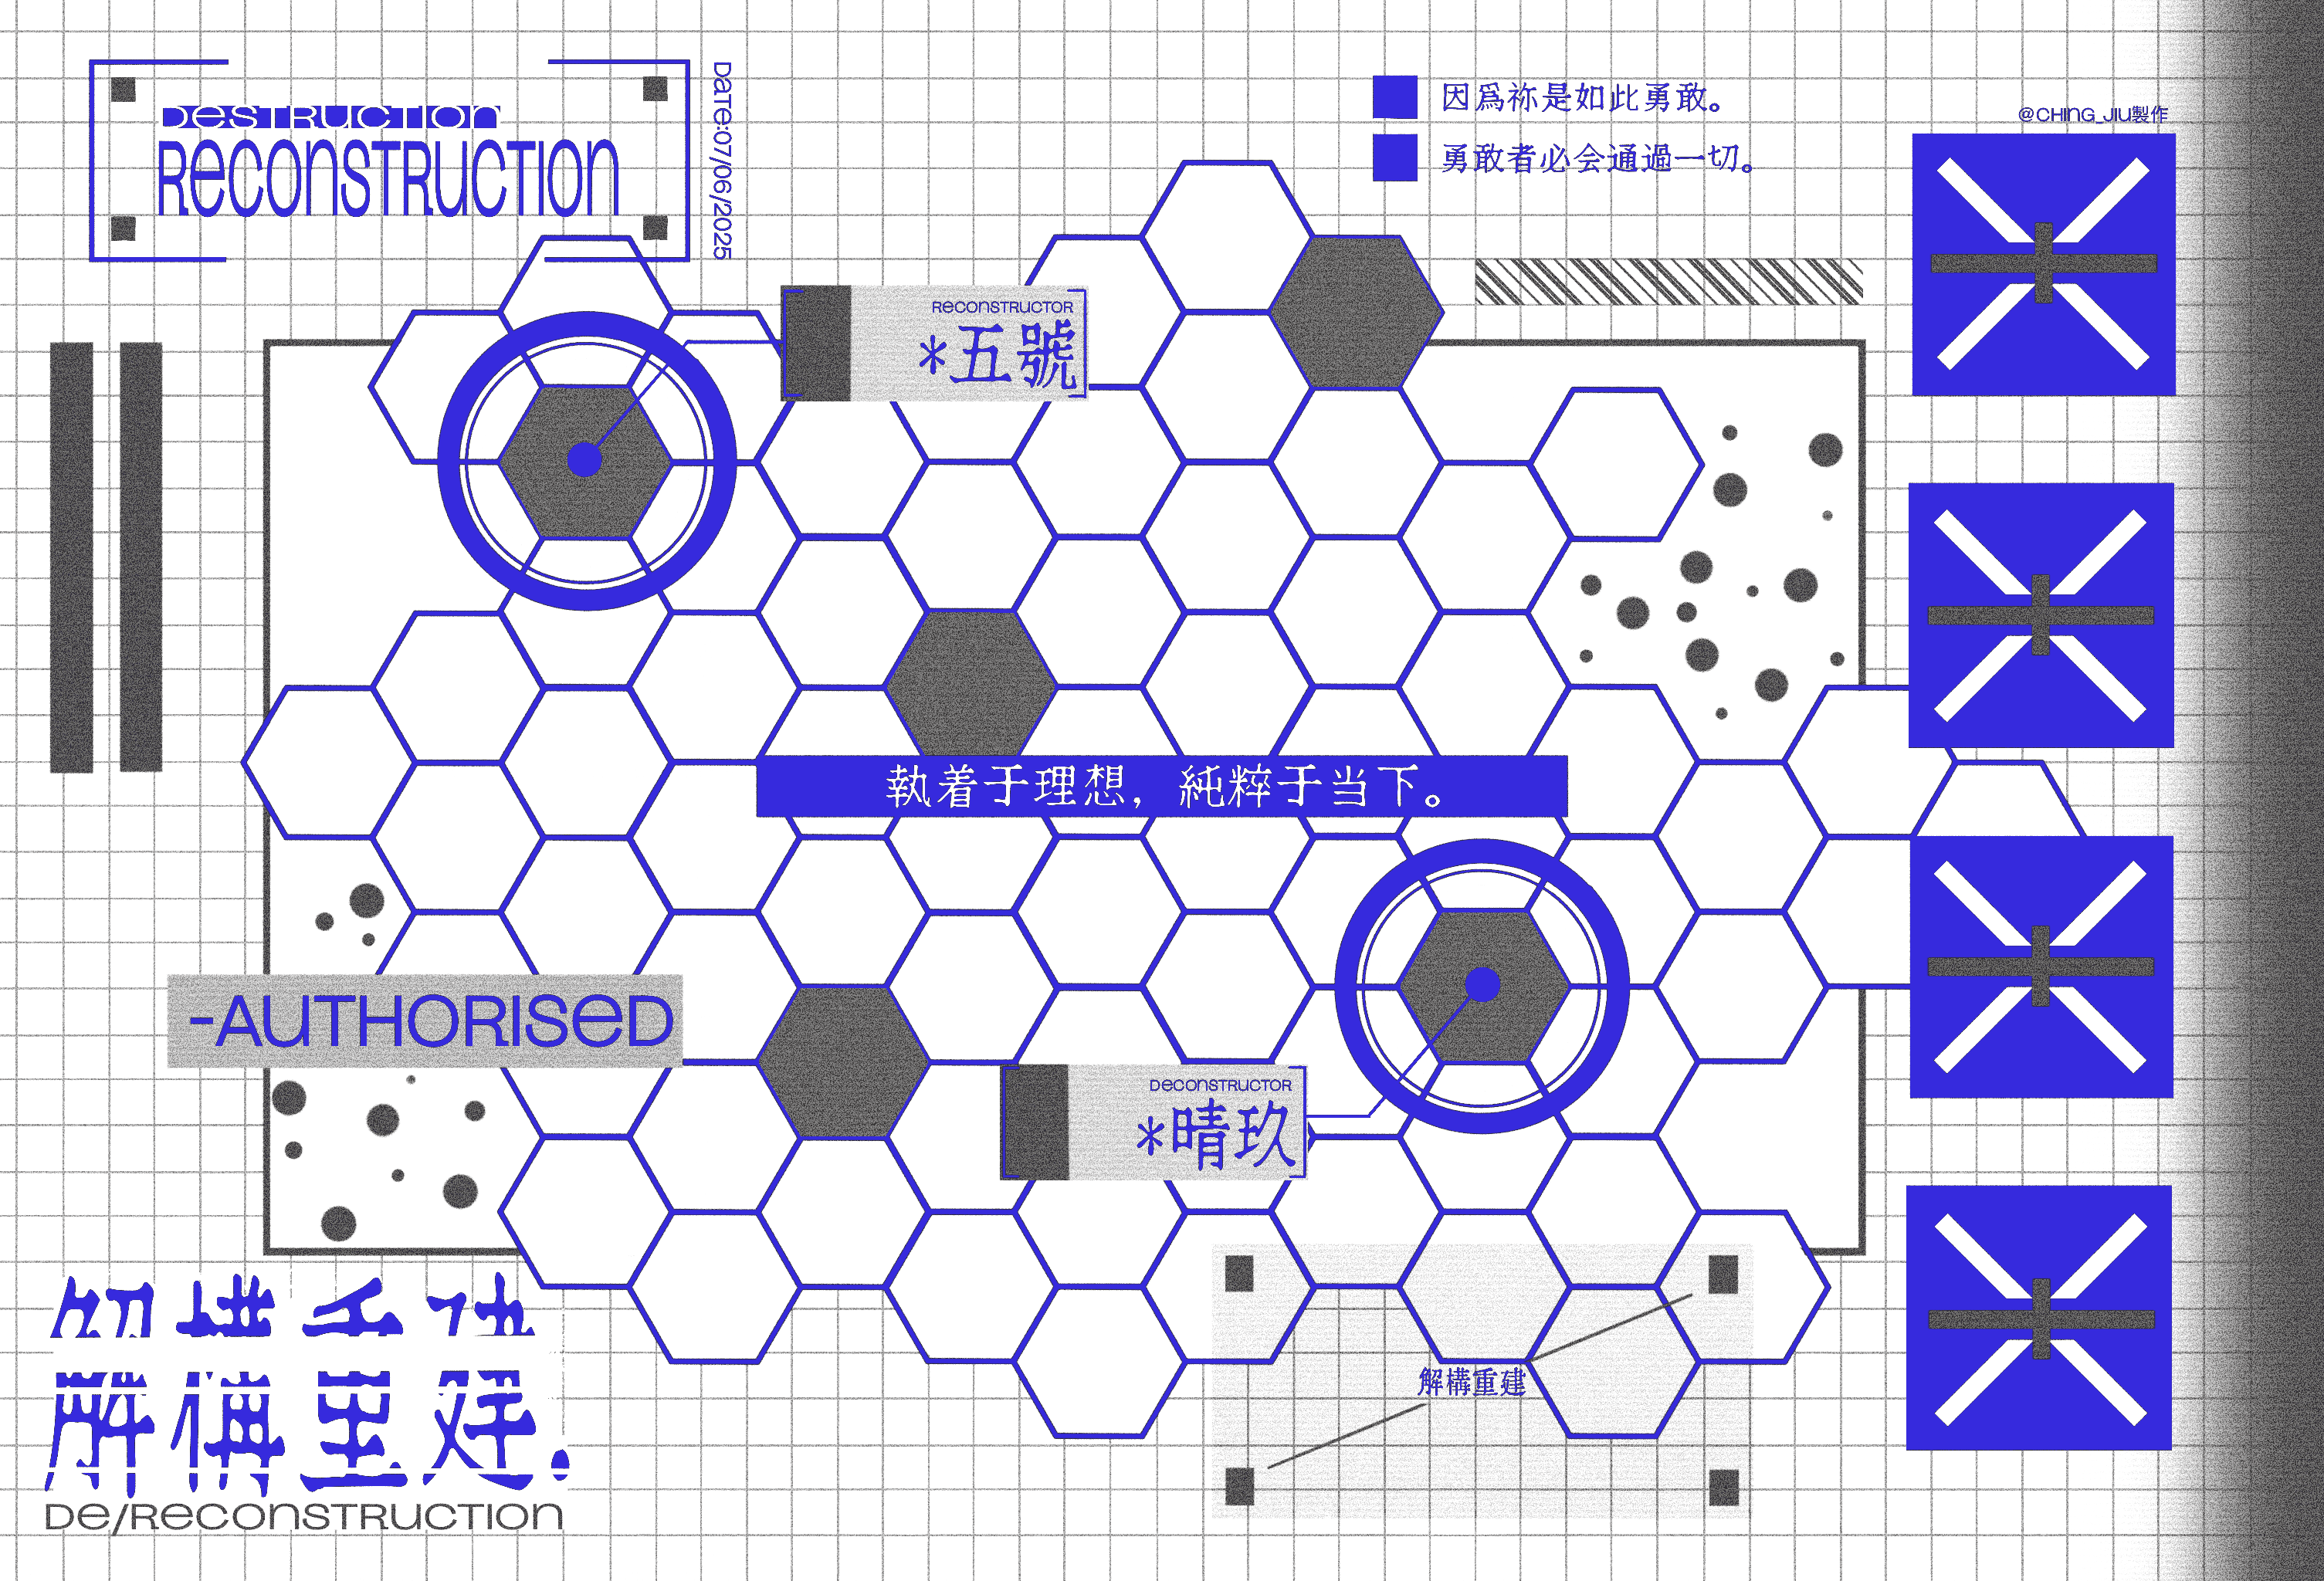 DESTRUCTION
RECONSTRUCTION
DATE:07/06/2025
因爲祢是如此勇敢。
勇敢者必会通過一切。
@CHING_JIU製作
RECONSTRUCTOR
*五號
執着于理想，純粹于当下。
-AUTHORISED
DECONSTRUCTOR
*晴玖
解構重建
解構重建.
DE/RECONSTRUCTION